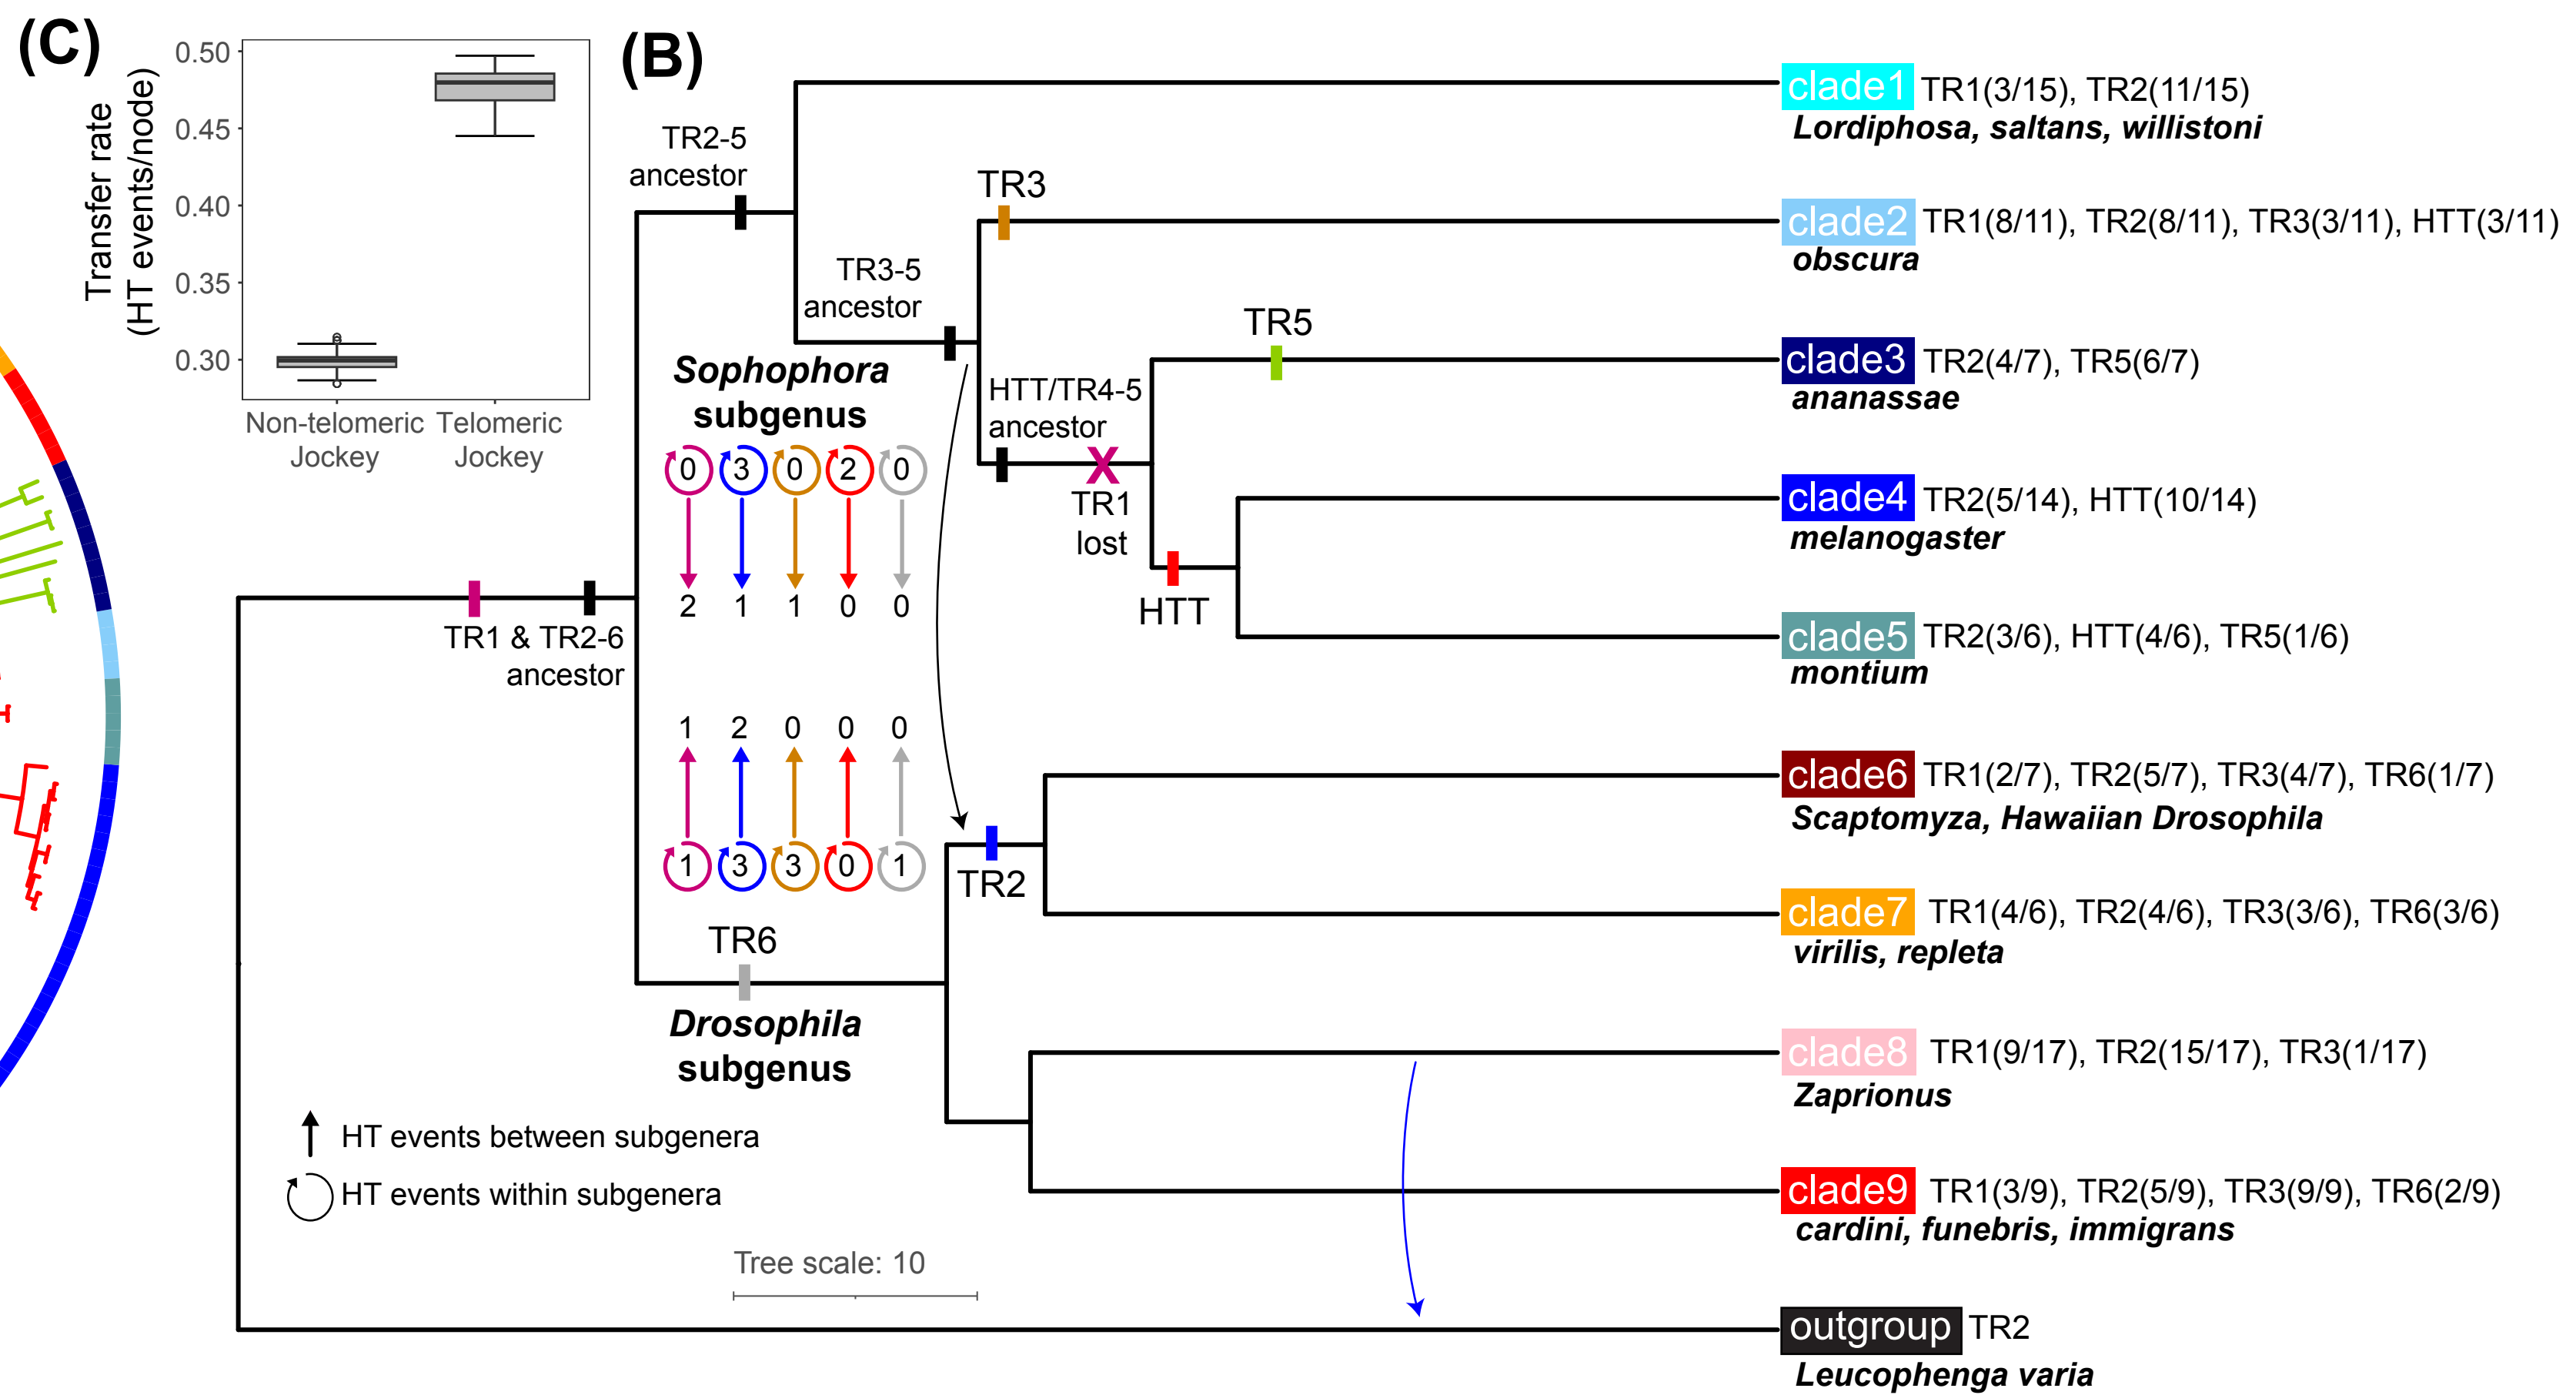 (C)
Transfer rate
(HT events/node)
0.50
0.45
0.40
0.35
0.30
Non-telomeric
Jockey
Telomeric
Jockey
(B)
TR2-5
ancestor
TR3-5
ancestor
TR3
TR5
HTT/TR4-5
ancestor
TR1
lost
HTT
Sophophora
subgenus
0 3 0 2 0
2 1 1 0 0
TR1 & TR2-6
ancestor
1 2 0 0 0
1 3 3 0 1
TR2
TR6
Drosophila
subgenus
HT events between subgenera
HT events within subgenera
Tree scale: 10
clade1 TR1(3/15), TR2(11/15)
Lordiphosa, saltans, willistoni
clade2 TR1(8/11), TR2(8/11), TR3(3/11), HTT(3/11)
obscura
clade3 TR2(4/7), TR5(6/7)
ananassae
clade4 TR2(5/14), HTT(10/14)
melanogaster
clade5 TR2(3/6), HTT(4/6), TR5(1/6)
montium
clade6 TR1(2/7), TR2(5/7), TR3(4/7), TR6(1/7)
Scaptomyza, Hawaiian Drosophila
clade7 TR1(4/6), TR2(4/6), TR3(3/6), TR6(3/6)
virilis, repleta
clade8 TR1(9/17), TR2(15/17), TR3(1/17)
Zaprionus
clade9 TR1(3/9), TR2(5/9), TR3(9/9), TR6(2/9)
cardini, funebris, immigrans
outgroup TR2
Leucophenga varia